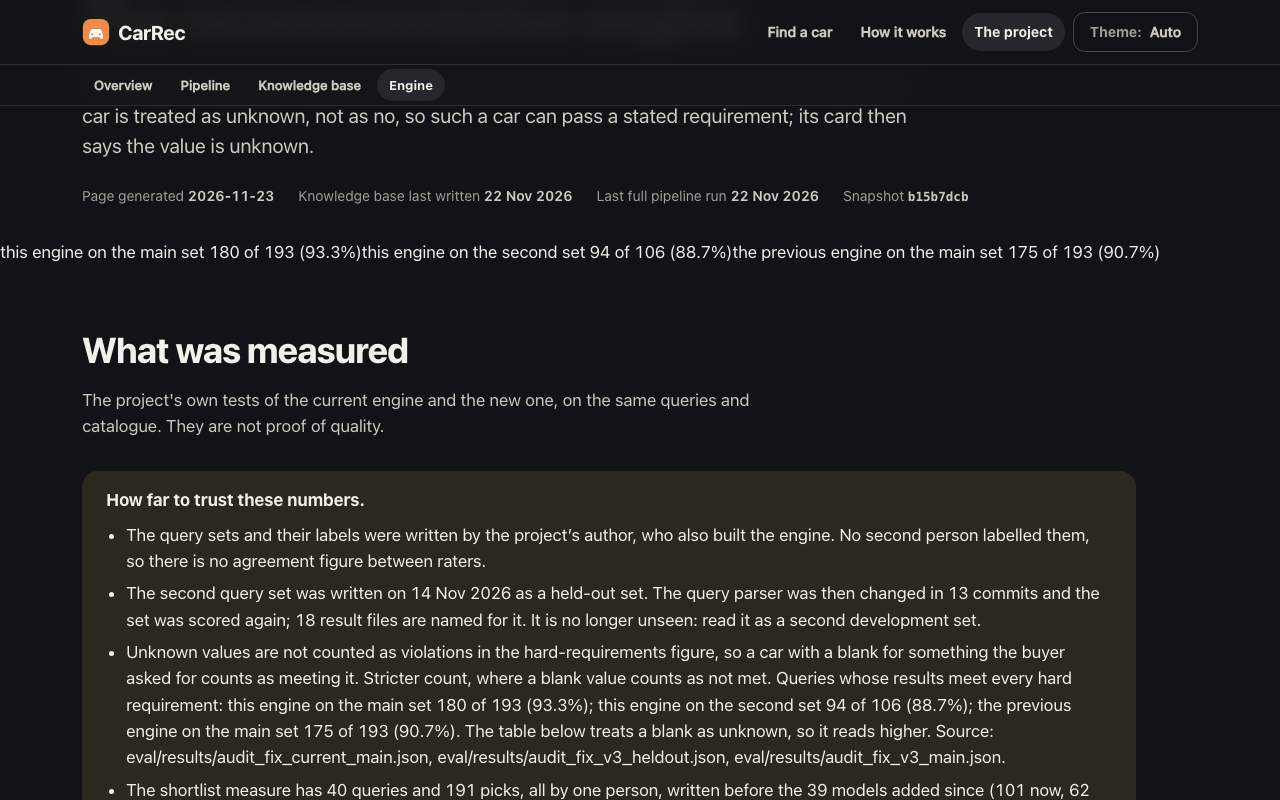 CarRec
Find a car
How it works
The project
Theme: Auto
Overview
Pipeline
Knowledge base
Engine
car is treated as unknown, not as no, so such a car can pass a stated requirement; its card then
says the value is unknown.
Page generated 2026-11-23 Knowledge base last written 22 Nov 2026 Last full pipeline run 22 Nov 2026 Snapshot b15b7dcb
this engine on the main set 180 of 193 (93.3%)this engine on the second set 94 of 106 (88.7%)the previous engine on the main set 175 of 193 (90.7%)
What was measured
The project's own tests of the current engine and the new one, on the same queries and
catalogue. They are not proof of quality.
How far to trust these numbers.
• The query sets and their labels were written by the project’s author, who also built the engine. No second person labelled them,
so there is no agreement figure between raters.
• The second query set was written on 14 Nov 2026 as a held-out set. The query parser was then changed in 13 commits and the
set was scored again; 18 result files are named for it. It is no longer unseen: read it as a second development set.
• Unknown values are not counted as violations in the hard-requirements figure, so a car with a blank for something the buyer
asked for counts as meeting it. Stricter count, where a blank value counts as not met. Queries whose results meet every hard
requirement: this engine on the main set 180 of 193 (93.3%); this engine on the second set 94 of 106 (88.7%); the previous
engine on the main set 175 of 193 (90.7%). The table below treats a blank as unknown, so it reads higher. Source:
eval/results/audit_fix_current_main.json, eval/results/audit_fix_v3_heldout.json, eval/results/audit_fix_v3_main.json.
• The shortlist measure has 40 queries and 191 picks, all by one person, written before the 39 models added since (101 now, 62